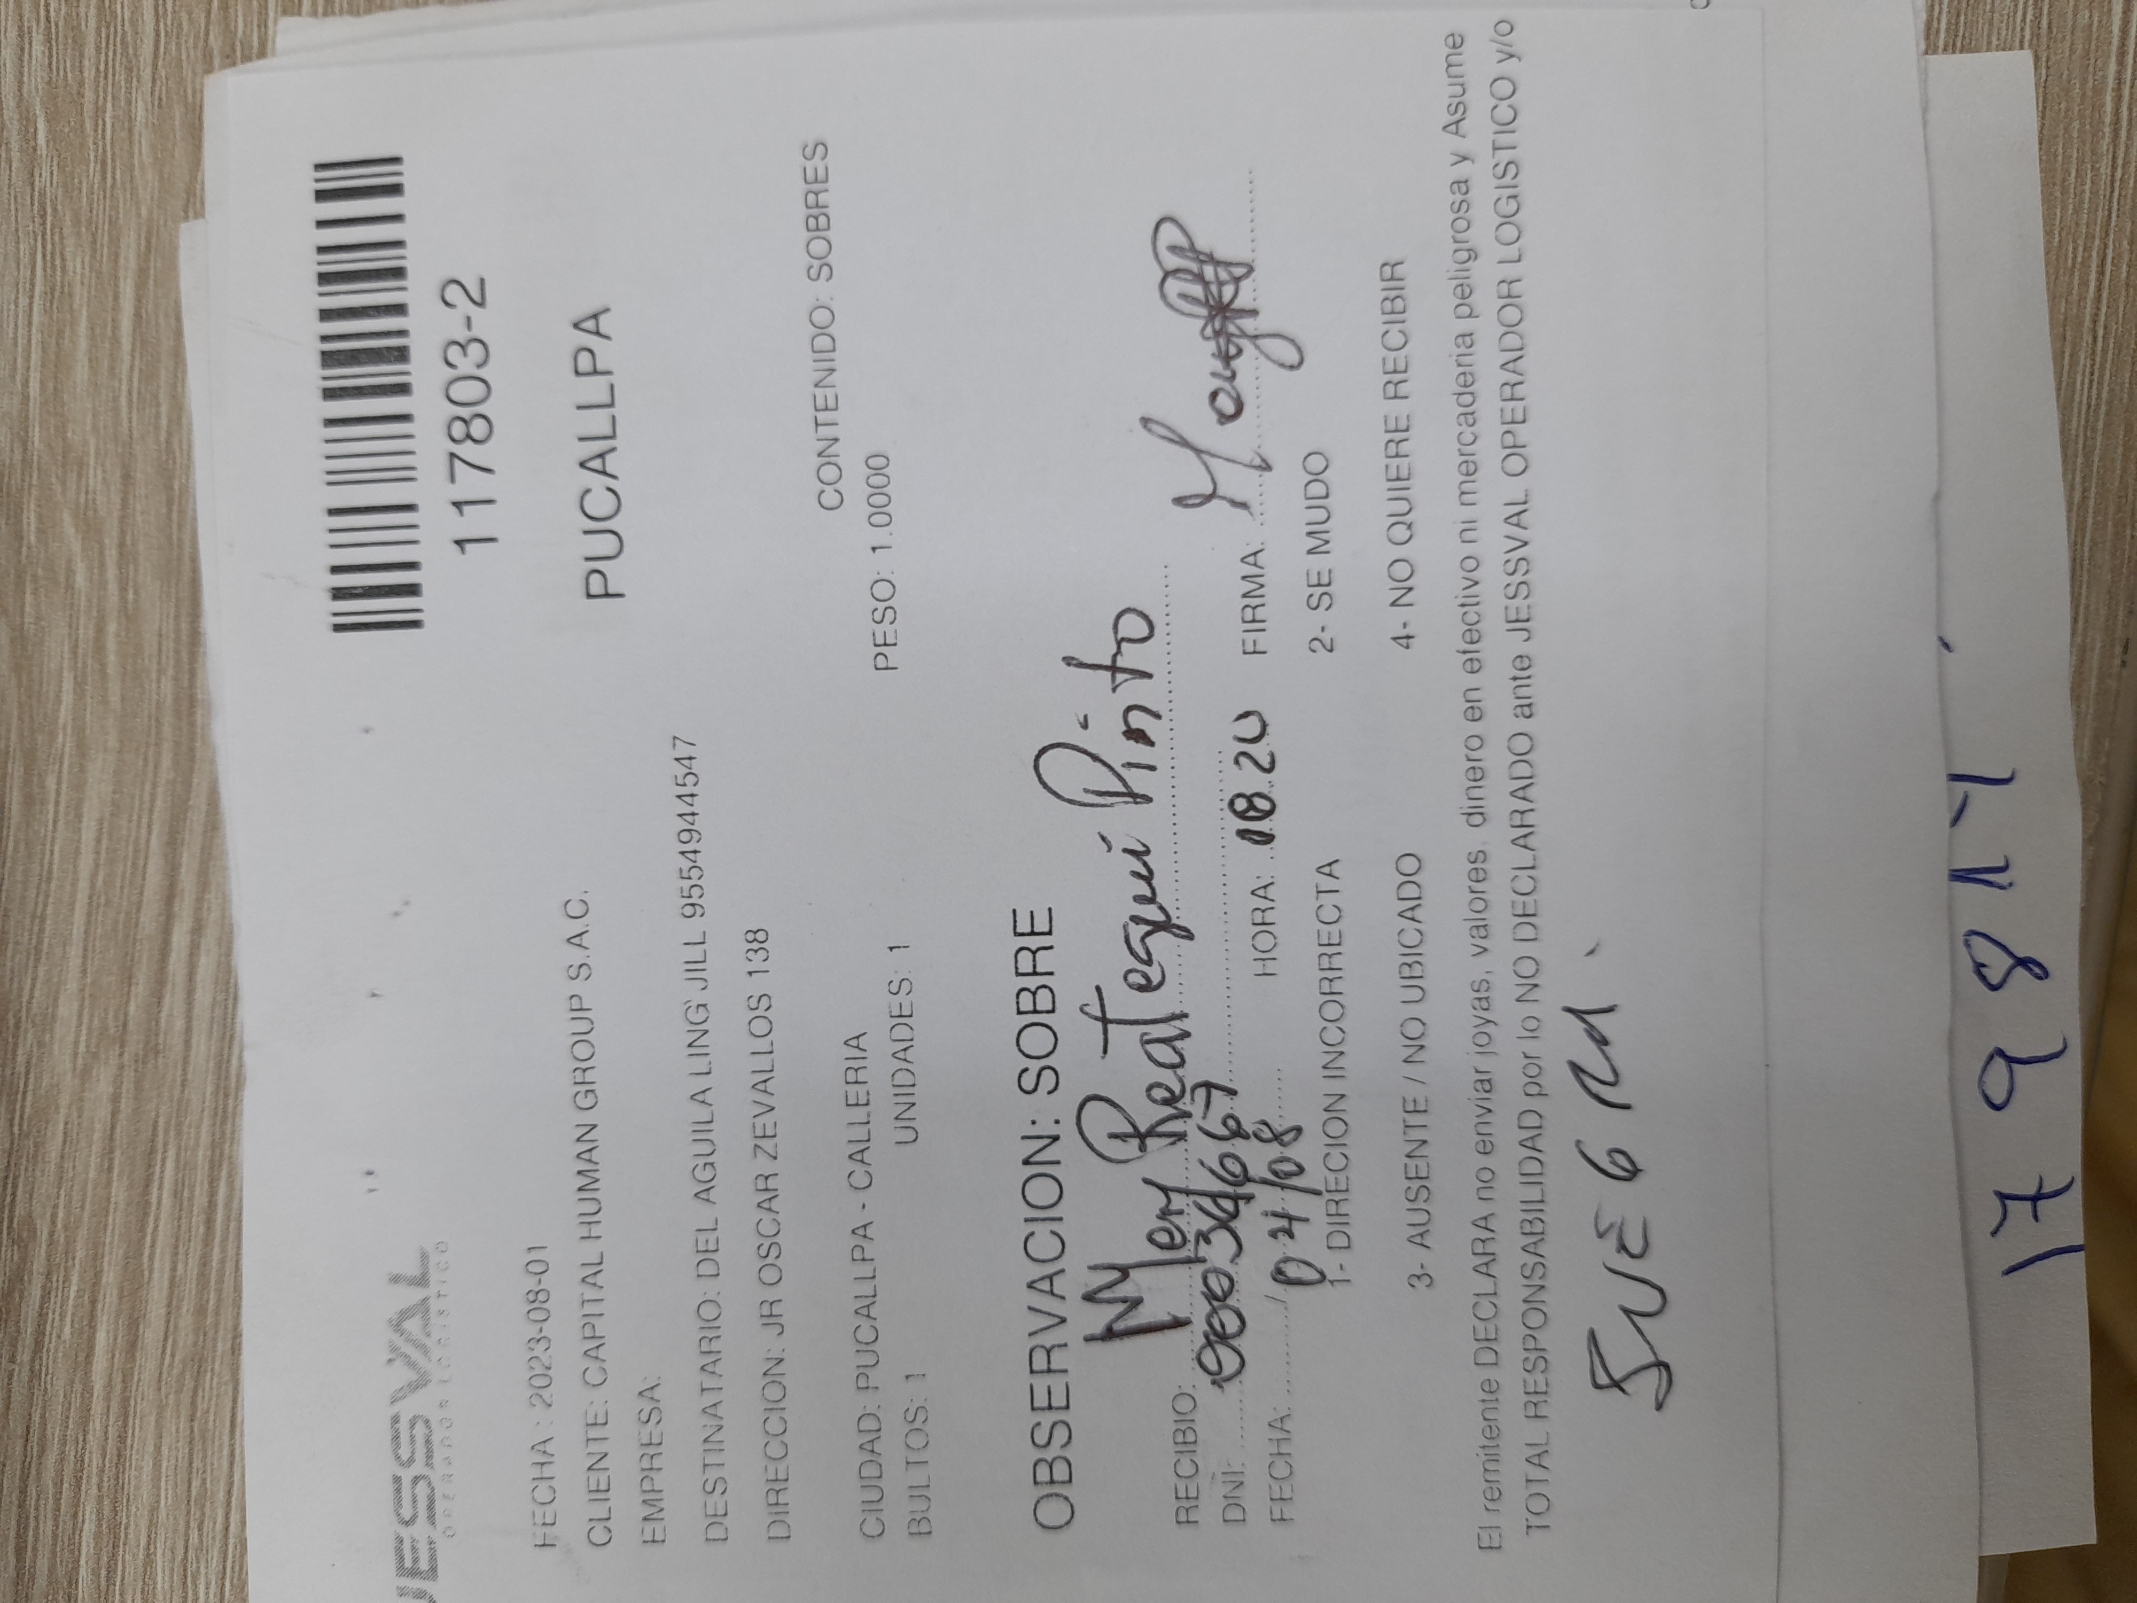 JESSVAL
OPERADOR LOGISTICO
117803-2
FECHA : 2023-08-01
CLIENTE: CAPITAL HUMAN GROUP S.A.C.
PUCALLPA
EMPRESA:
DESTINATARIO: DEL AGUILA LING' JILL 9554944547
DIRECCION: JR OSCAR ZEVALLOS 138
CONTENIDO: SOBRES
CIUDAD: PUCALLPA - CALLERIA
BULTOS: 1 UNIDADES: 1 PESO: 1.0000
OBSERVACION: SOBRE
RECIBIO: Mery Reategui Pinto
DNI: 00036667
FECHA: / 04/08 HORA: 18 20 FIRMA:
1- DIRECION INCORRECTA 2- SE MUDO
3- AUSENTE / NO UBICADO 4- NO QUIERE RECIBIR
El remitente DECLARA no enviar joyas, valores, dinero en efectivo ni mercaderia peligrosa y Asume
TOTAL RESPONSABILIDAD por lo NO DECLARADO ante JESSVAL OPERADOR LOGISTICO y/o
SUEGRA.